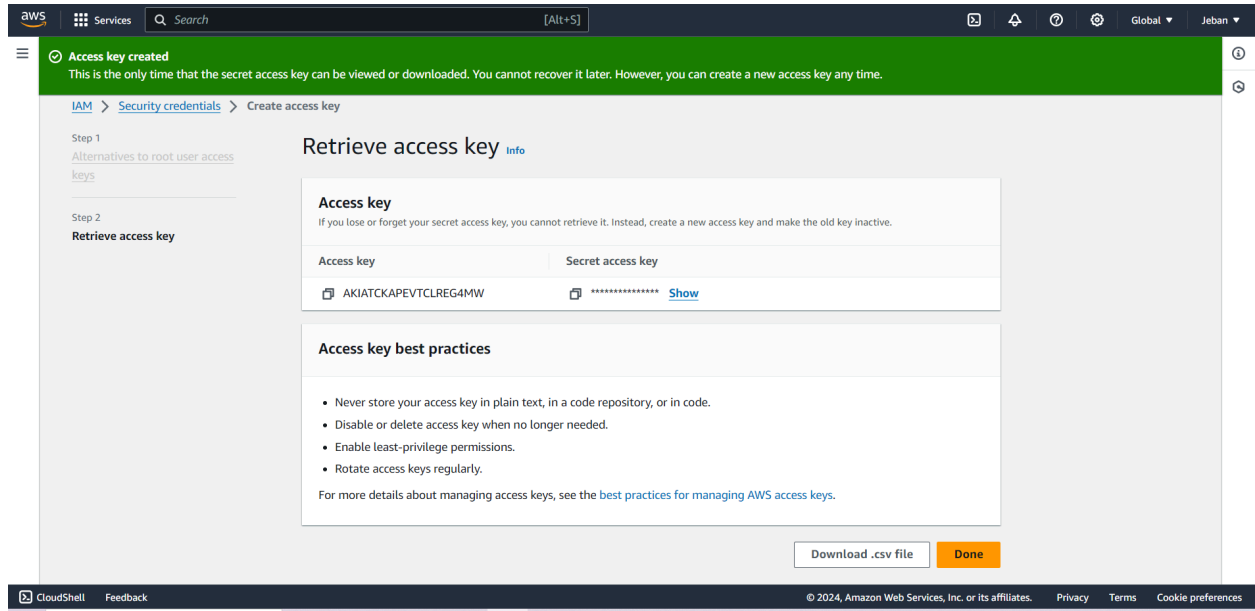 aws Services Search [Alt+S] Global ▼ Jeban ▼
Access key created
This is the only time that the secret access key can be viewed or downloaded. You cannot recover it later. However, you can create a new access key any time.
IAM > Security credentials > Create access key
Step 1
Alternatives to root user access
keys
Step 2
Retrieve access key
Retrieve access key Info
Access key
If you lose or forget your secret access key, you cannot retrieve it. Instead, create a new access key and make the old key inactive.
Access key Secret access key
AKIATCKAPEVTCLREG4MW *************** Show
Access key best practices
• Never store your access key in plain text, in a code repository, or in code.
• Disable or delete access key when no longer needed.
• Enable least-privilege permissions.
• Rotate access keys regularly.
For more details about managing access keys, see the best practices for managing AWS access keys.
Download .csv file Done
CloudShell Feedback © 2024, Amazon Web Services, Inc. or its affiliates. Privacy Terms Cookie preferences